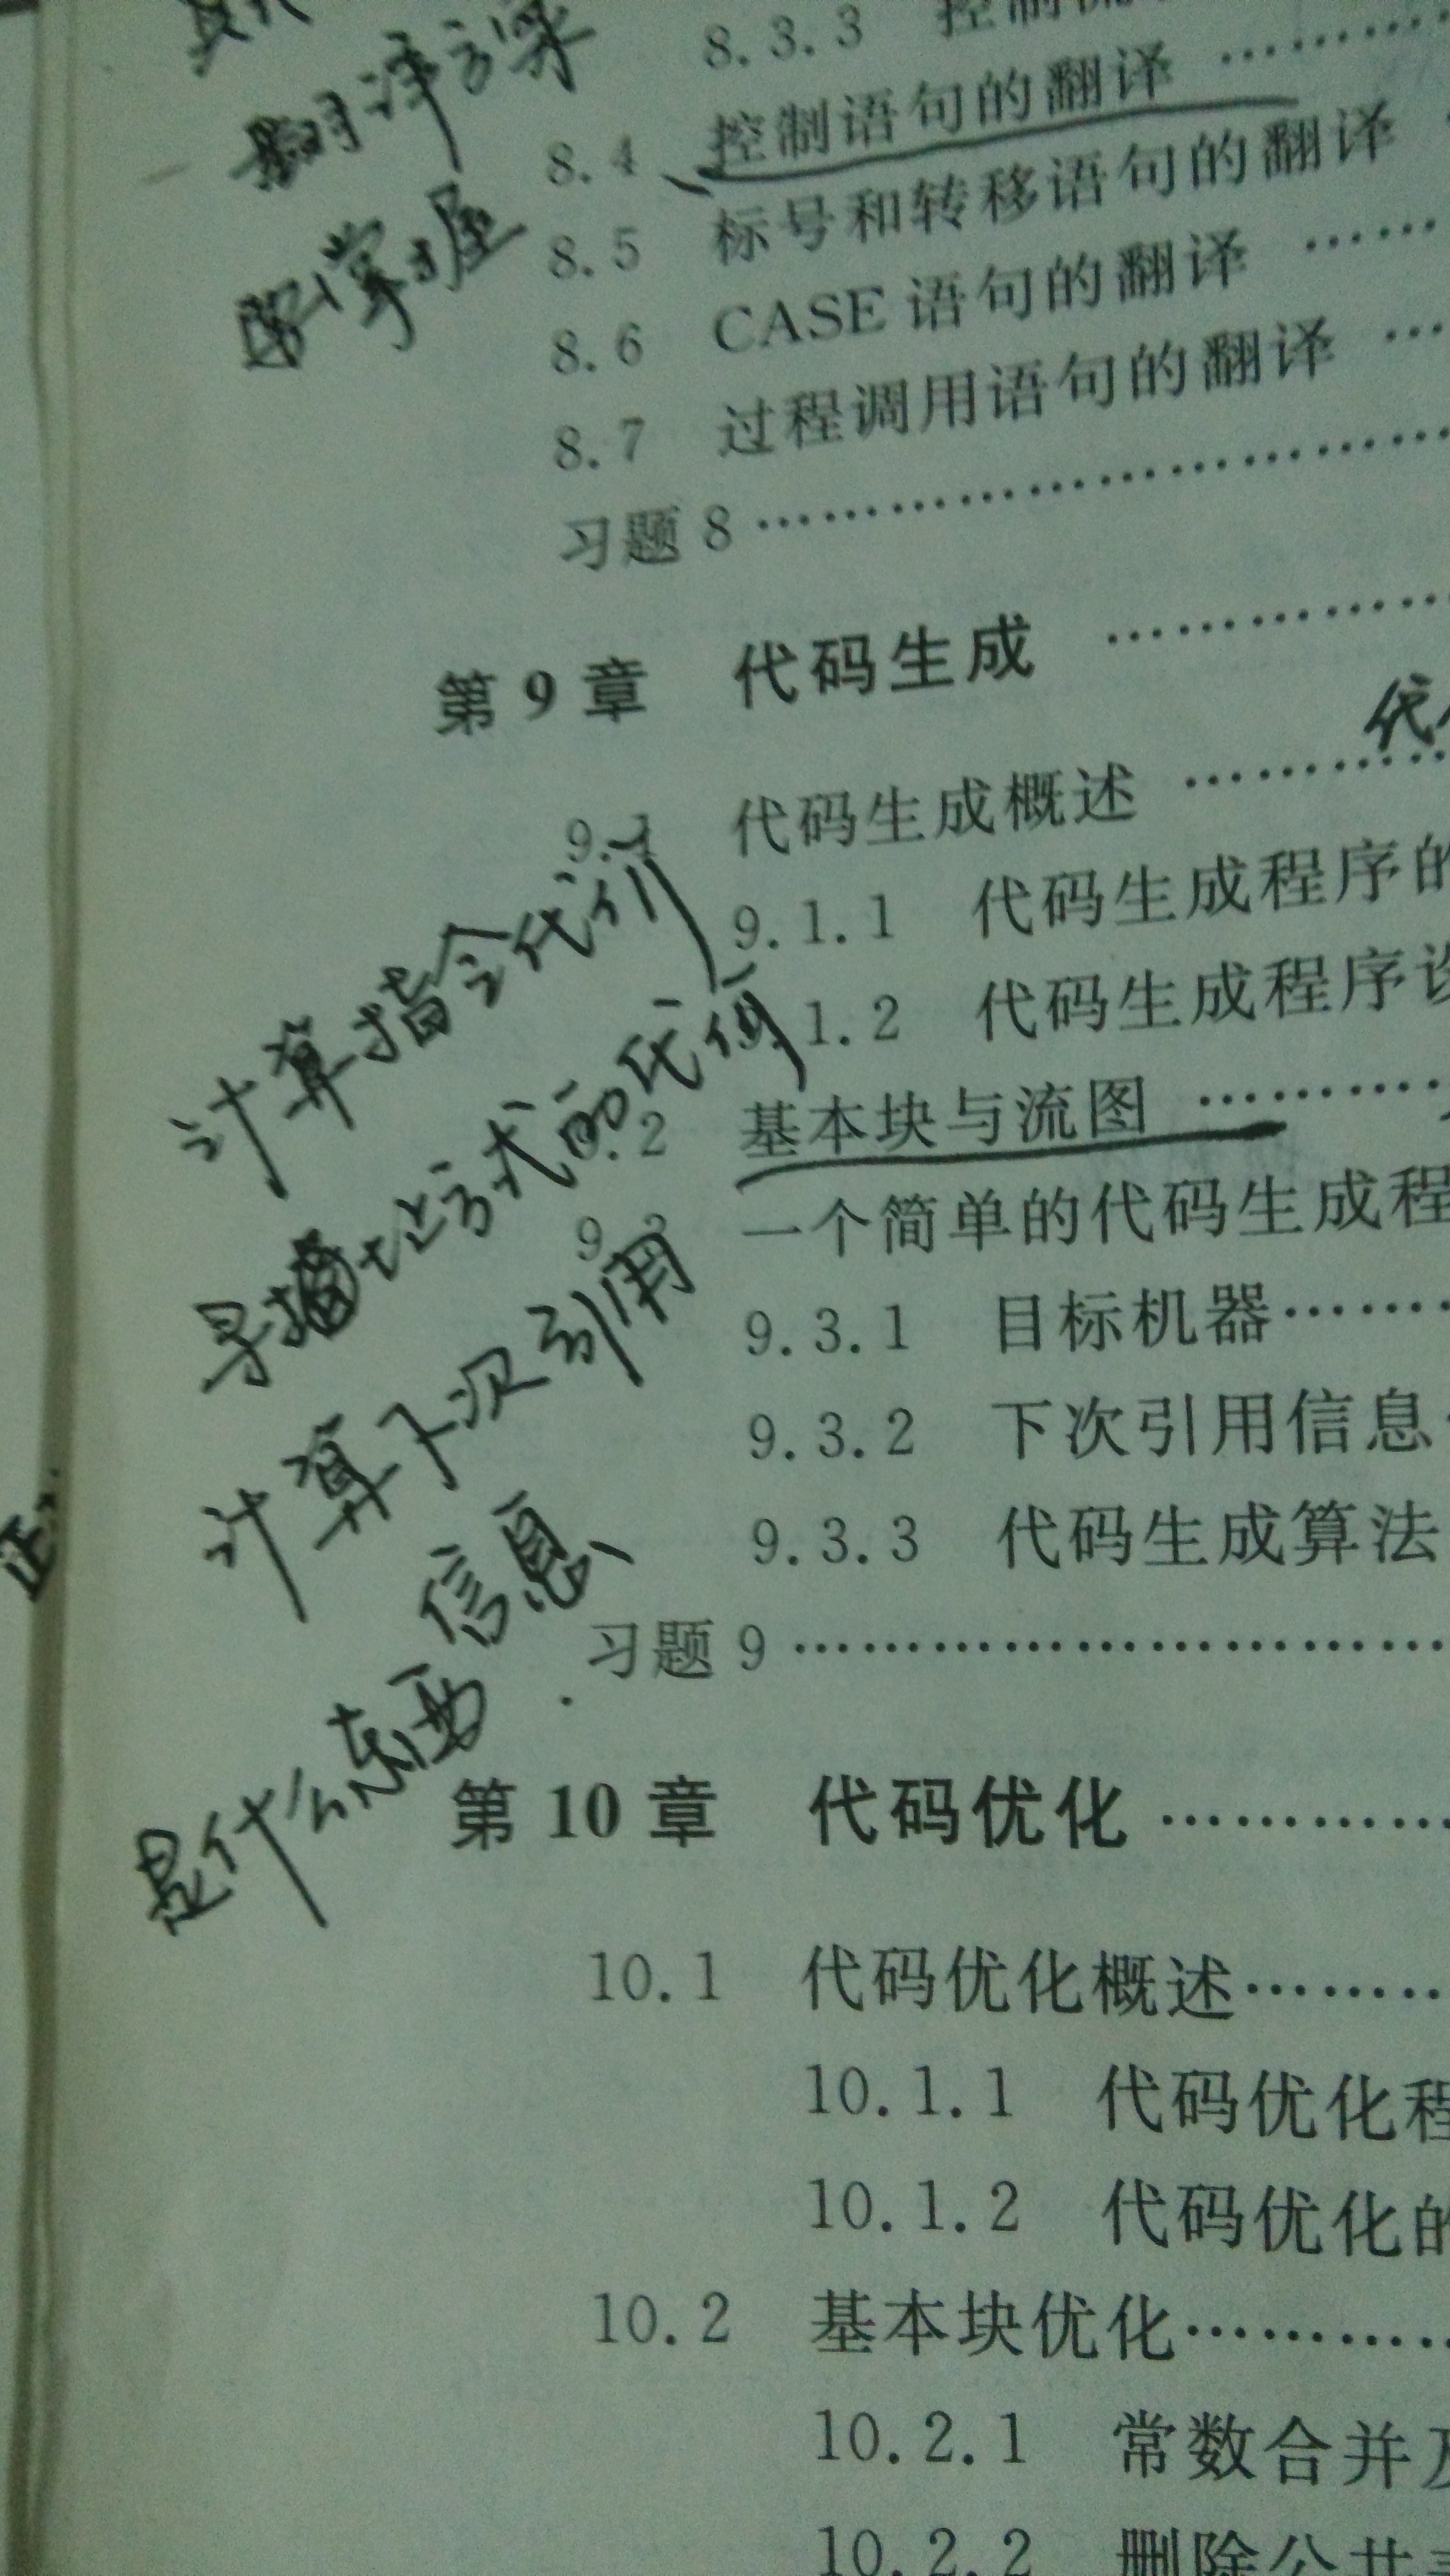 8.3.3 控制流
翻译方案
8.4 控制语句的翻译
8.5 标号和转移语句的翻译
掌握
8.6 CASE 语句的翻译
8.7 过程调用语句的翻译
习题 8
第 9 章 代码生成
代
9.1 代码生成概述
9.1.1 代码生成程序的
1.2 代码生成程序设
计算指令代价
.2 基本块与流图
寻址方式的代价
9.3 一个简单的代码生成程
9.3.1 目标机器
9.3.2 下次引用信息
计算下次引用
信息
9.3.3 代码生成算法
习题 9
是什么东西
第 10 章 代码优化
10.1 代码优化概述
10.1.1 代码优化程
10.1.2 代码优化的
10.2 基本块优化
10.2.1 常数合并及
10.2.2 删除公共表